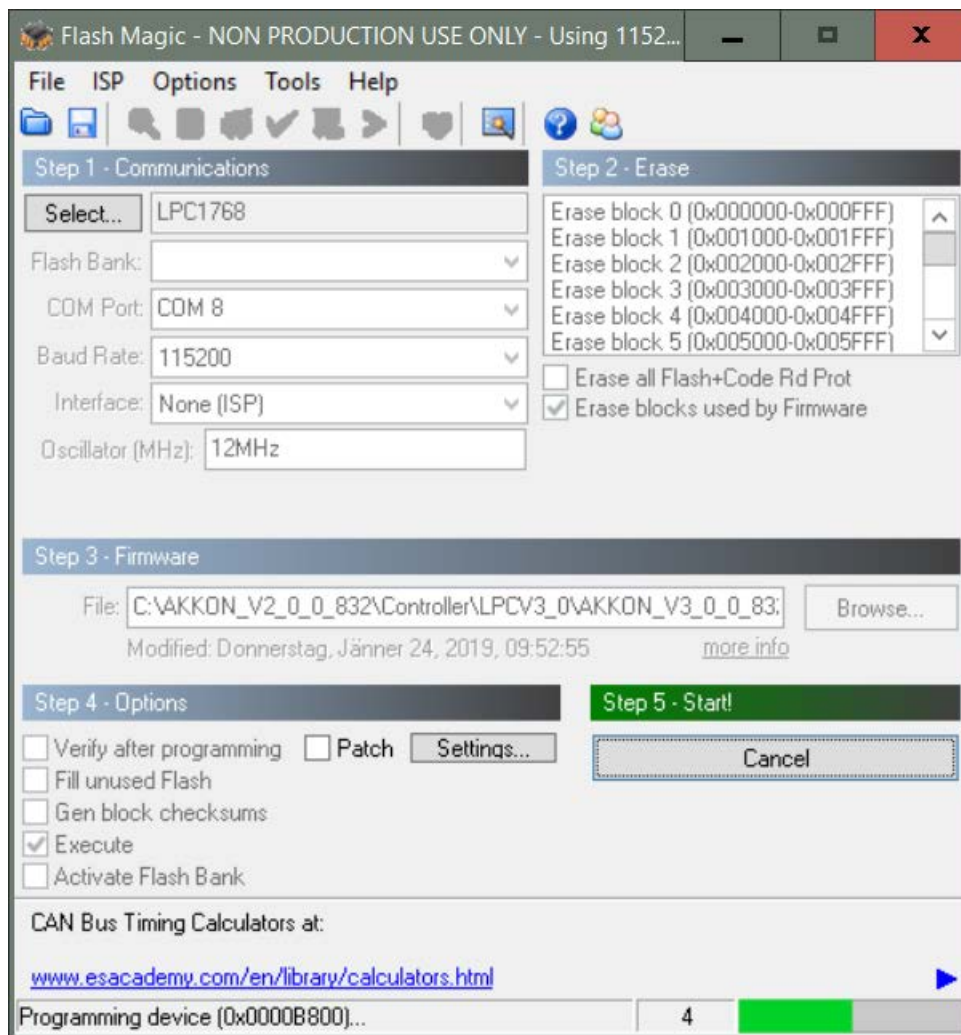 Flash Magic - NON PRODUCTION USE ONLY - Using 1152...
File ISP Options Tools Help
Step 1 - Communications
Select... LPC1768
Flash Bank:
COM Port: COM 8
Baud Rate: 115200
Interface: None (ISP)
Oscillator (MHz): 12MHz
Step 2 - Erase
Erase block 0 (0x000000-0x000FFF)
Erase block 1 (0x001000-0x001FFF)
Erase block 2 (0x002000-0x002FFF)
Erase block 3 (0x003000-0x003FFF)
Erase block 4 (0x004000-0x004FFF)
Erase block 5 (0x005000-0x005FFF)
Erase all Flash+Code Rd Prot
Erase blocks used by Firmware
Step 3 - Firmware
File: C:\AKKON_V2_0_0_832\Controller\LPCV3_0\AKKON_V3_0_0_83 Browse...
Modified: Donnerstag, Jänner 24, 2019, 09:52:55 more info
Step 4 - Options
Verify after programming Patch Settings...
Fill unused Flash
Gen block checksums
Execute
Activate Flash Bank
Step 5 - Start!
Cancel
CAN Bus Timing Calculators at:
www.esacademy.com/en/library/calculators.html
Programming device (0x0000B800)... 4